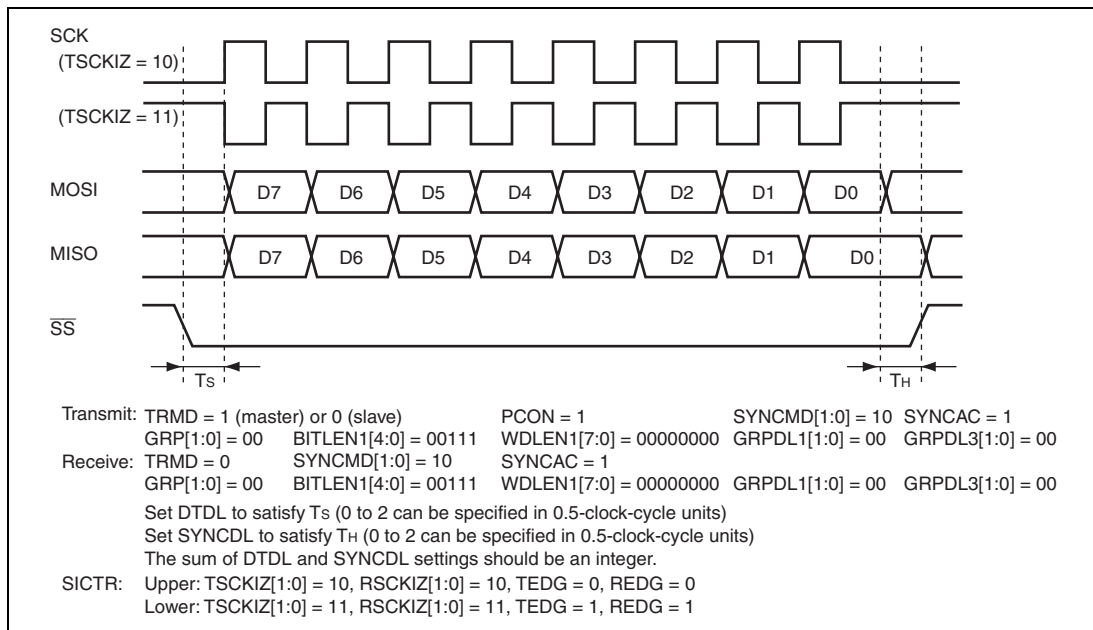 SCK
(TSCKIZ = 10)
(TSCKIZ = 11)
MOSI D7 D6 D5 D4 D3 D2 D1 D0
MISO D7 D6 D5 D4 D3 D2 D1 D0
SS
Ts TH
Transmit: TRMD = 1 (master) or 0 (slave) PCON = 1 SYNCMD[1:0] = 10 SYNCAC = 1
GRP[1:0] = 00 BITLEN1[4:0] = 00111 WDLEN1[7:0] = 00000000 GRPDL1[1:0] = 00 GRPDL3[1:0] = 00
Receive: TRMD = 0 SYNCMD[1:0] = 10 SYNCAC = 1
GRP[1:0] = 00 BITLEN1[4:0] = 00111 WDLEN1[7:0] = 00000000 GRPDL1[1:0] = 00 GRPDL3[1:0] = 00
Set DTDL to satisfy Ts (0 to 2 can be specified in 0.5-clock-cycle units)
Set SYNCDL to satisfy TH (0 to 2 can be specified in 0.5-clock-cycle units)
The sum of DTDL and SYNCDL settings should be an integer.
SICTR: Upper: TSCKIZ[1:0] = 10, RSCKIZ[1:0] = 10, TEDG = 0, REDG = 0
Lower: TSCKIZ[1:0] = 11, RSCKIZ[1:0] = 11, TEDG = 1, REDG = 1